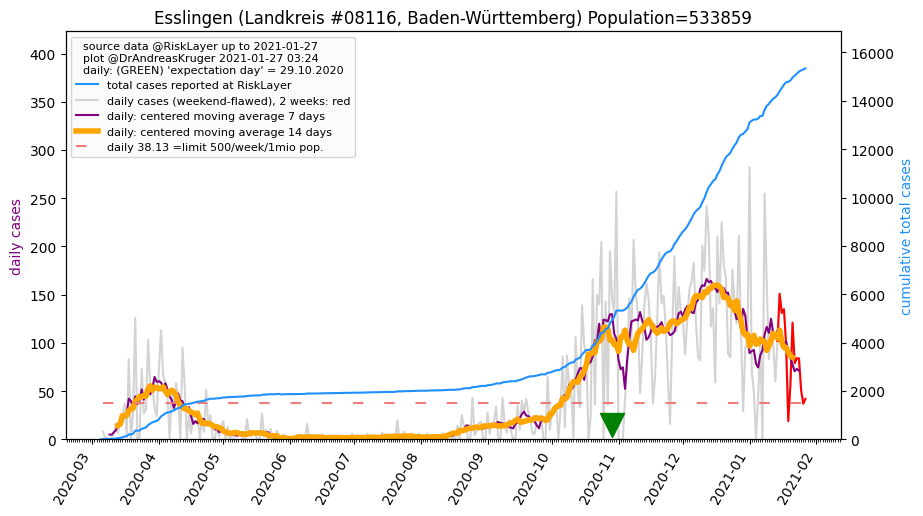 Esslingen (Landkreis #08116, Baden-Württemberg) Population=533859
source data @RiskLayer up to 2021-01-27
plot @DrAndreasKruger 2021-01-27 03:24
daily: (GREEN) 'expectation day' = 29.10.2020
total cases reported at RiskLayer
daily cases (weekend-flawed), 2 weeks: red
daily: centered moving average 7 days
daily: centered moving average 14 days
daily 38.13 =limit 500/week/1mio pop.
daily cases
400
350
300
250
200
150
100
50
0
cumulative total cases
16000
14000
12000
10000
8000
6000
4000
2000
0
2020-03
2020-04
2020-05
2020-06
2020-07
2020-08
2020-09
2020-10
2020-11
2020-12
2021-01
2021-02